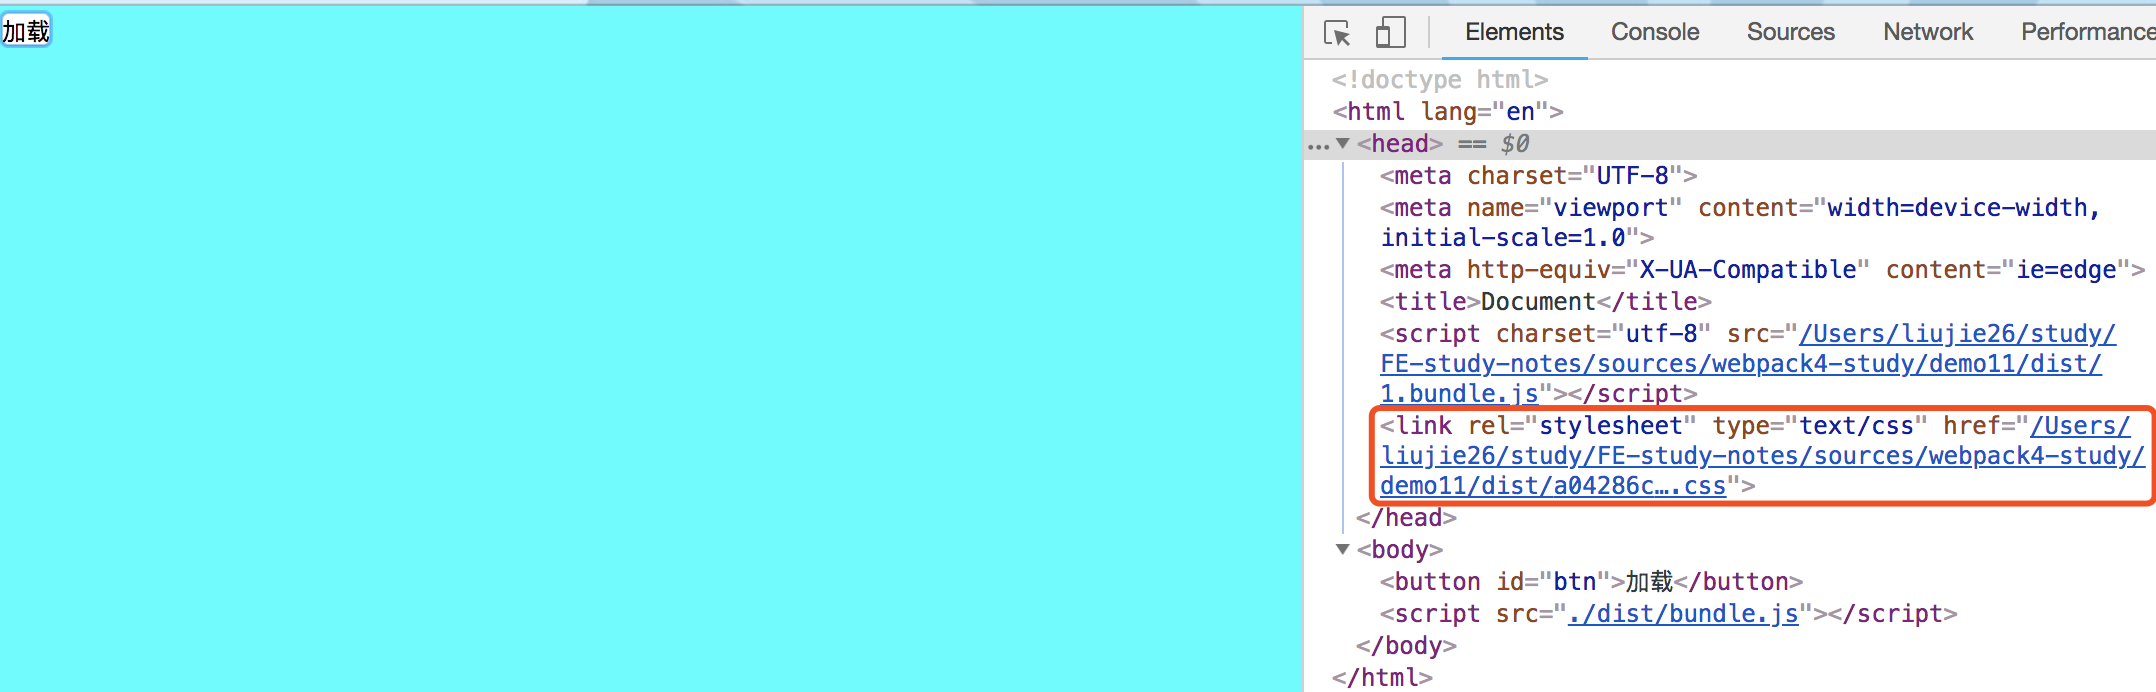 加载
Elements Console Sources Network Performance
<!doctype html>
<html lang="en">
…▼<head> == $0
<meta charset="UTF-8">
<meta name="viewport" content="width=device-width,
initial-scale=1.0">
<meta http-equiv="X-UA-Compatible" content="ie=edge">
<title>Document</title>
<script charset="utf-8" src="/Users/liujie26/study/
FE-study-notes/sources/webpack4-study/demo11/dist/
1.bundle.js"></script>
<link rel="stylesheet" type="text/css" href="/Users/
liujie26/study/FE-study-notes/sources/webpack4-study/
demo11/dist/a04286c….css">
</head>
▼<body>
<button id="btn">加载</button>
<script src="./dist/bundle.js"></script>
</body>
</html>